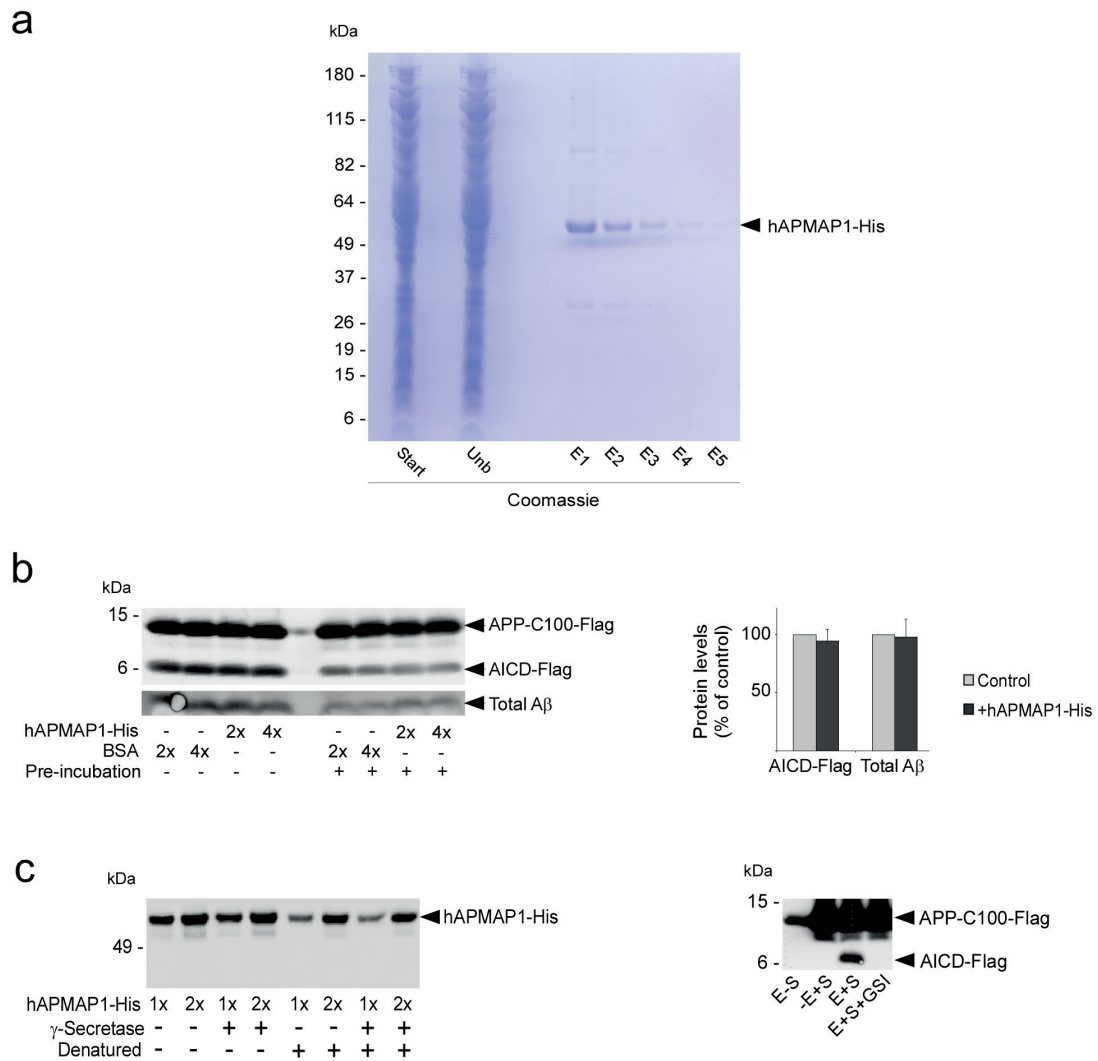 a
kDa
180 -
115 -
82 -
64 -
49 -
37 -
26 -
19 -
15 -
6 -
hAPMAP1-His
Start Unb E1 E2 E3 E4 E5
Coomassie
b
kDa
15 -
6 -
APP-C100-Flag
AICD-Flag
Total Aβ
hAPMAP1-His - - 2x 4x - - 2x 4x
BSA 2x 4x - - 2x 4x - -
Pre-incubation - - - - + + + +
Protein levels
(% of control)
100
50
AICD-Flag Total Aβ
Control
+hAPMAP1-His
c
kDa
49 -
hAPMAP1-His
hAPMAP1-His 1x 2x 1x 2x 1x 2x 1x 2x
γ-Secretase - - + + - - + +
Denatured - - - - + + + +
kDa
15 -
6 -
APP-C100-Flag
AICD-Flag
E-S -E+S E+S E+S+GSI